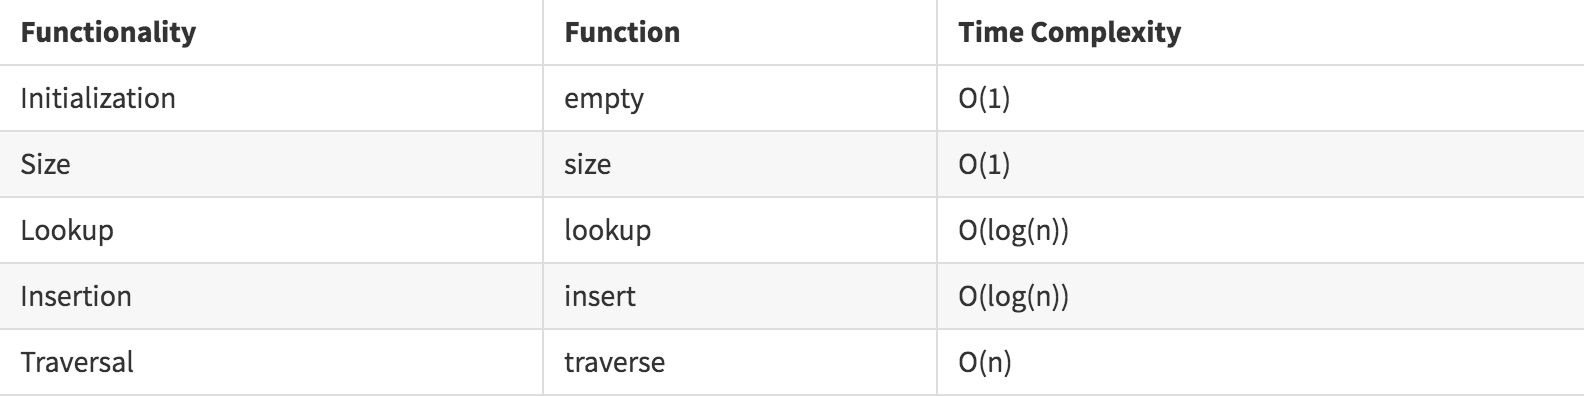 Functionality Function Time Complexity
Initialization empty O(1)
Size size O(1)
Lookup lookup O(log(n))
Insertion insert O(log(n))
Traversal traverse O(n)